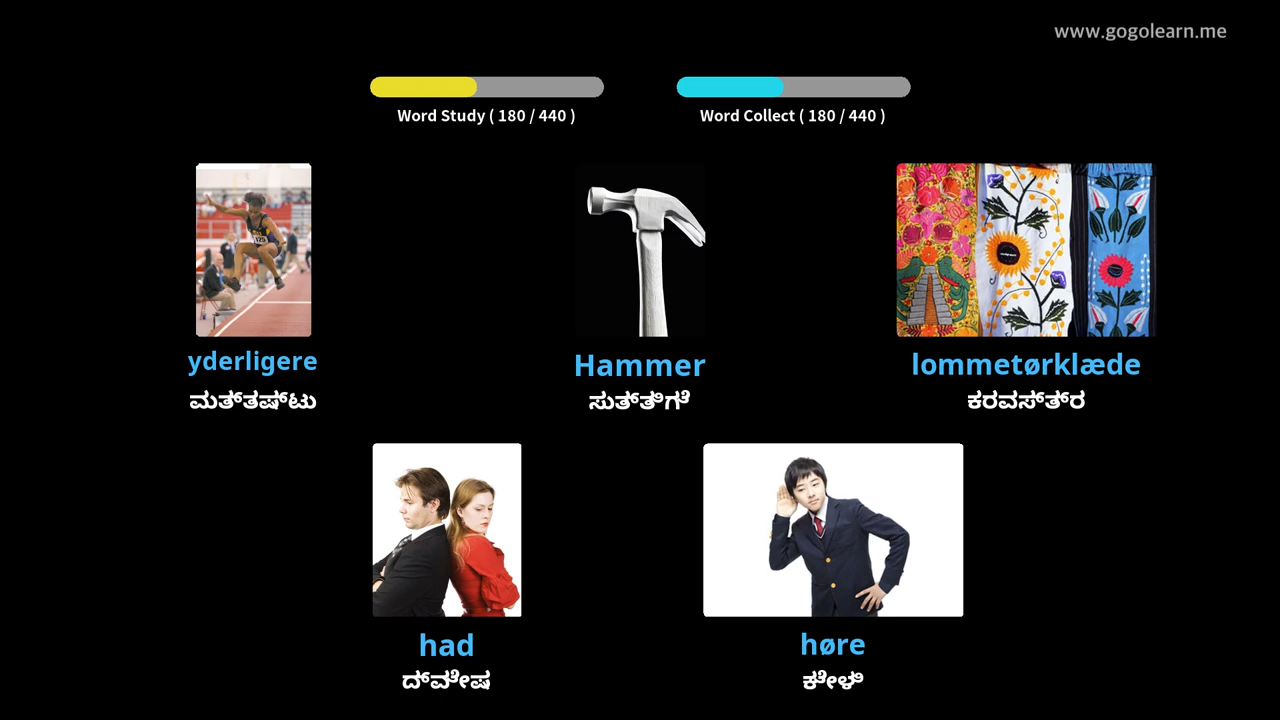 www.gogolearn.me
Word Study ( 180 / 440 )
Word Collect ( 180 / 440 )
yderligere
ಮತ್ತಷ್ಟು
Hammer
ಸುತ್ತಿಗೆ
lommetørklæde
ಕರವಸ್ತ್ರ
had
ದ್ವೇಷ
høre
ಕೇಳಿ